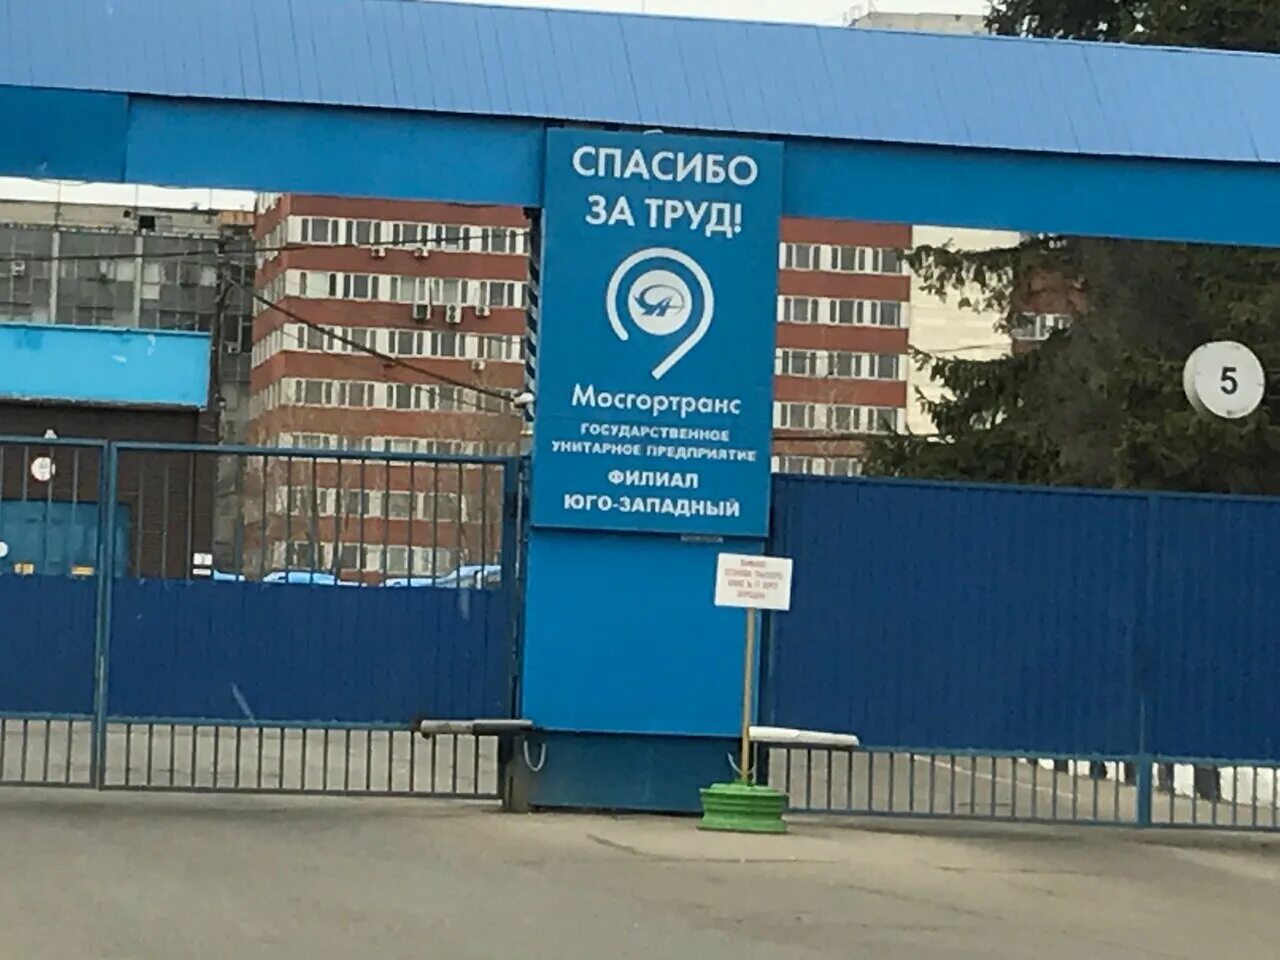 СПАСИБО
ЗА ТРУД!
Мосгортранс
ГОСУДАРСТВЕННОЕ
УНИТАРНОЕ ПРЕДПРИЯТИЕ
ФИЛИАЛ
ЮГО-ЗАПАДНЫЙ
5